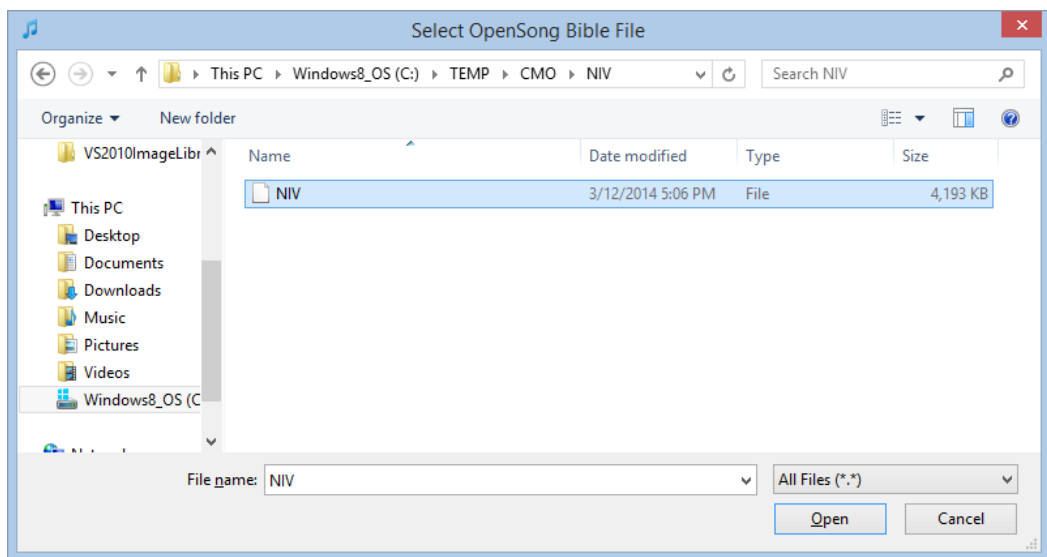 Select OpenSong Bible File
This PC Windows8_OS (C:) TEMP CMO NIV
Search NIV
Organize
New folder
VS2010ImageLibr
Name Date modified Type Size
NIV 3/12/2014 5:06 PM File 4,193 KB
This PC
Desktop
Documents
Downloads
Music
Pictures
Videos
Windows8_OS (C
File name: NIV
All Files (*.*)
Open
Cancel